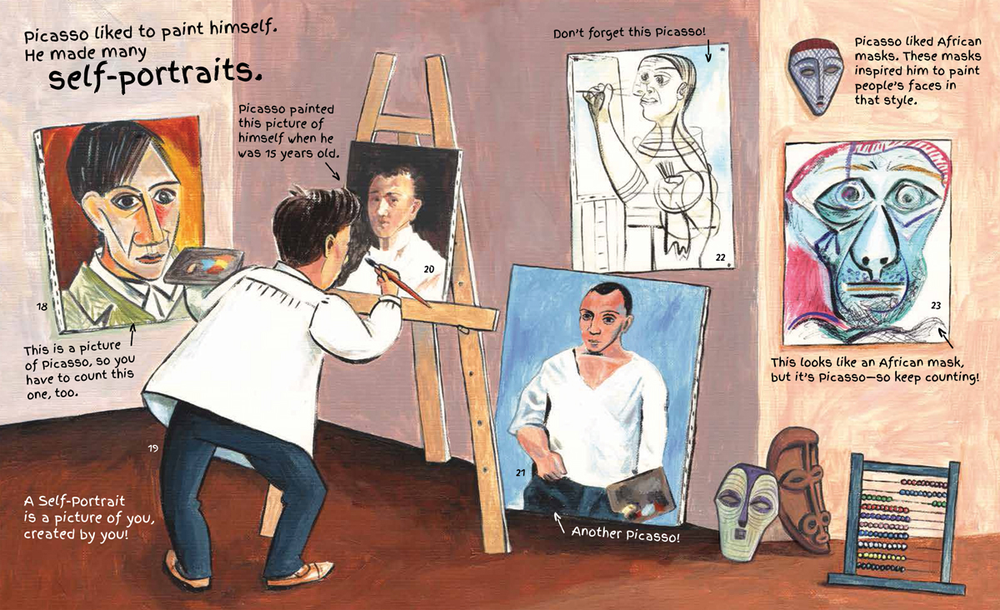 Picasso liked to paint himself.
He made many
self-portraits.
Picasso painted
this picture of
himself when he
was 15 years old.
Don't forget this Picasso!
Picasso liked African
masks. These masks
inspired him to paint
people's faces in
that style.
18
This is a picture
of Picasso, so you
have to count this
one, too.
19
20
21
22
23
This looks like an African mask,
but it's Picasso—so keep counting!
A Self-Portrait
is a picture of you,
created by you!
Another Picasso!